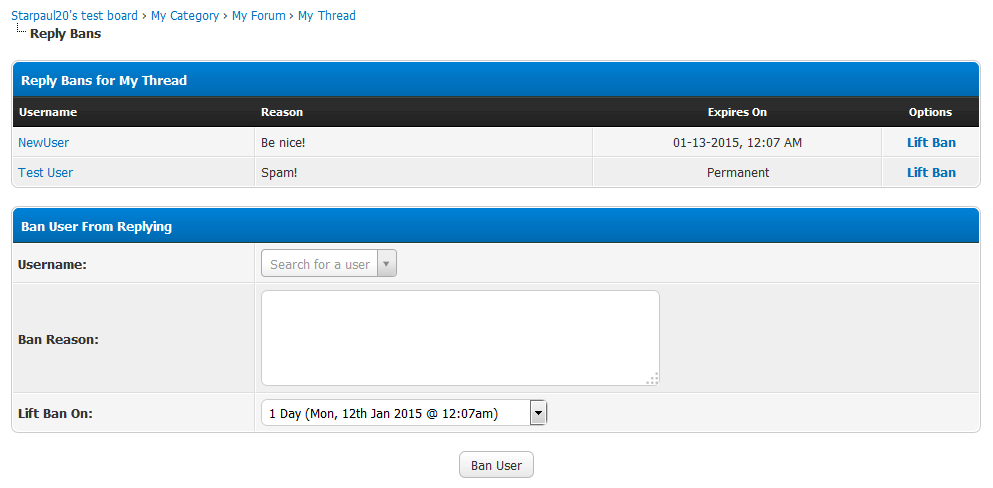 Starpaul20's test board › My Category › My Forum › My Thread
Reply Bans
Reply Bans for My Thread
Username Reason Expires On Options
NewUser Be nice! 01-13-2015, 12:07 AM Lift Ban
Test User Spam! Permanent Lift Ban
Ban User From Replying
Username: Search for a user
Ban Reason:
Lift Ban On: 1 Day (Mon, 12th Jan 2015 @ 12:07am)
Ban User